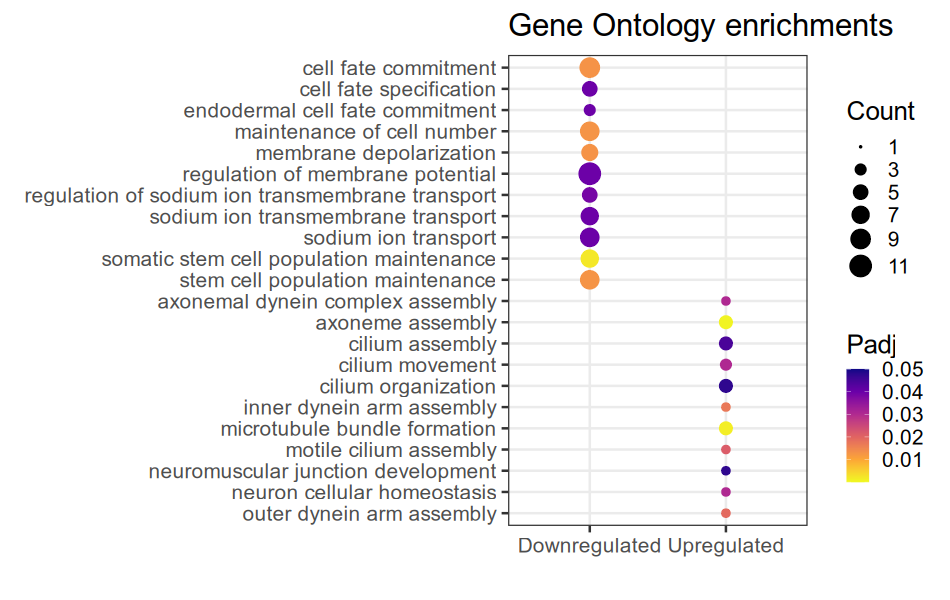 Gene Ontology enrichments
cell fate commitment
cell fate specification
endodermal cell fate commitment
maintenance of cell number
membrane depolarization
regulation of membrane potential
regulation of sodium ion transmembrane transport
sodium ion transmembrane transport
sodium ion transport
somatic stem cell population maintenance
stem cell population maintenance
axonemal dynein complex assembly
axoneme assembly
cilium assembly
cilium movement
cilium organization
inner dynein arm assembly
microtubule bundle formation
motile cilium assembly
neuromuscular junction development
neuron cellular homeostasis
outer dynein arm assembly
Downregulated Upregulated
Count
1
3
5
7
9
11
Padj
0.05
0.04
0.03
0.02
0.01